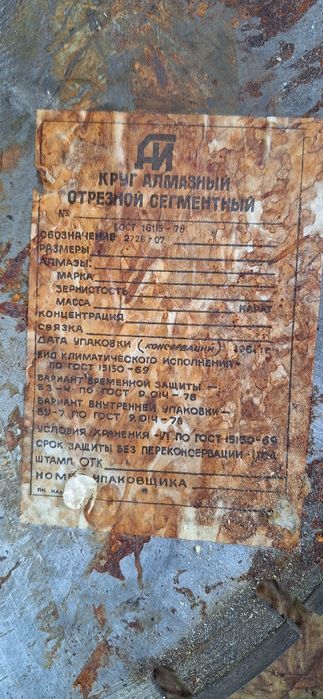 АИ
КРУГ АЛМАЗНЫЙ
ОТРЕЗНОЙ СЕГМЕНТНЫЙ
№
ГОСТ 16115-78
ОБОЗНАЧЕНИЕ 2726-07
РАЗМЕРЫ
АЛМАЗЫ:
МАРКА
ЗЕРНИСТОСТЬ
МАССА КАРАТ
КОНЦЕНТРАЦИЯ
СВЯЗКА
ДАТА УПАКОВКИ (КОНСЕРВАЦИИ)
ВИД КЛИМАТИЧЕСКОГО ИСПОЛНЕНИЯ-
ПО ГОСТ 15150-69
ВАРИАНТ ВРЕМЕННОЙ ЗАЩИТЫ-
ВЗ-4 ПО ГОСТ 9.014-78
ВАРИАНТ ВНУТРЕННЕЙ УПАКОВКИ-
ВУ-7 ПО ГОСТ 9.014-78
УСЛОВИЯ ХРАНЕНИЯ -Л ПО ГОСТ 15150-69
СРОК ЗАЩИТЫ БЕЗ ПЕРЕКОНСЕРВАЦИИ
ШТАМП ОТК
НОМЕР УПАКОВЩИКА